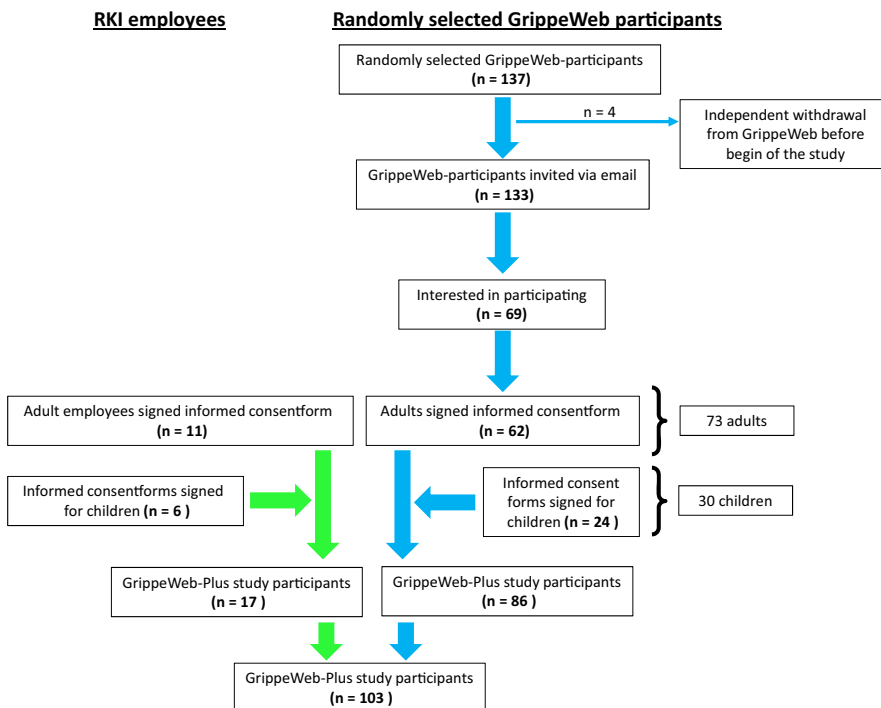 RKI employees
Randomly selected GrippeWeb participants
Randomly selected GrippeWeb-participants
(n = 137)
n = 4
Independent withdrawal
from GrippeWeb before
begin of the study
GrippeWeb-participants invited via email
(n = 133)
Interested in participating
(n = 69)
Adult employees signed informed consentform
(n = 11)
Adults signed informed consentform
(n = 62)
73 adults
Informed consentforms signed
for children (n = 6 )
Informed consent
forms signed for
children (n = 24 )
30 children
GrippeWeb-Plus study participants
(n = 17 )
GrippeWeb-Plus study participants
(n = 86 )
GrippeWeb-Plus study participants
(n = 103 )